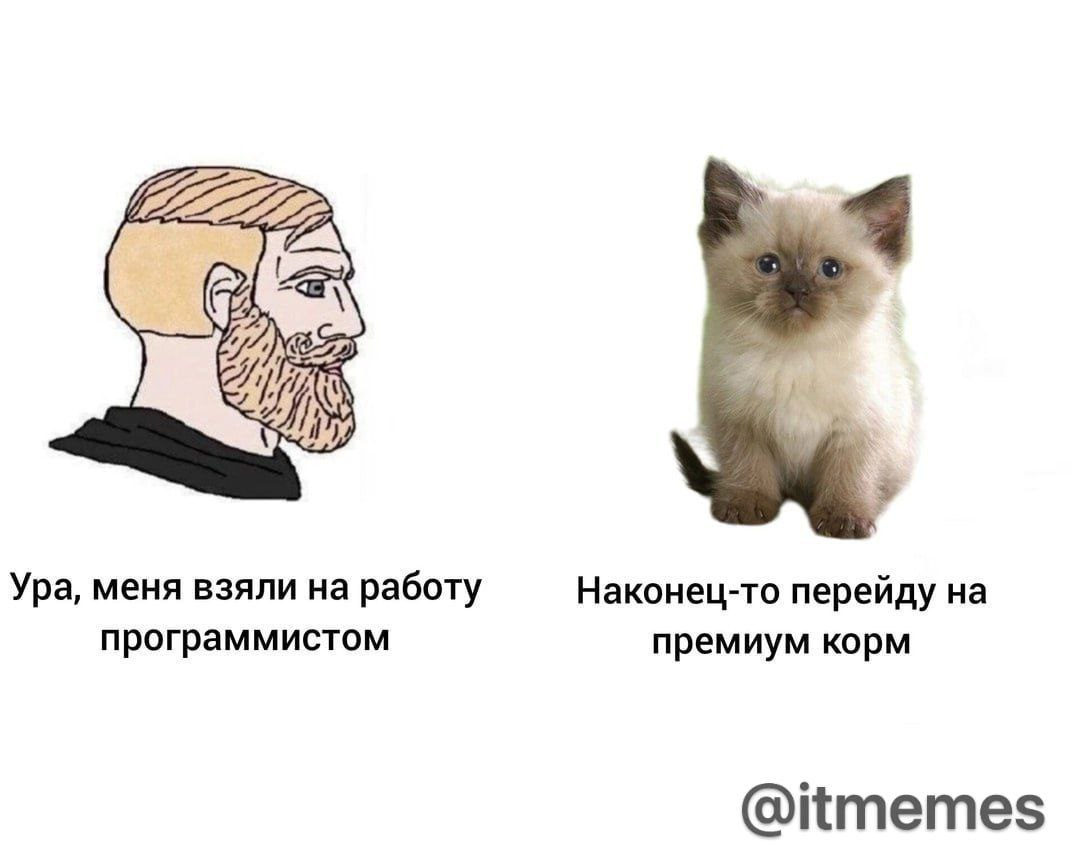 Ура, меня взяли на работу
программистом
Наконец-то перейду на
премиум корм
@itmemes